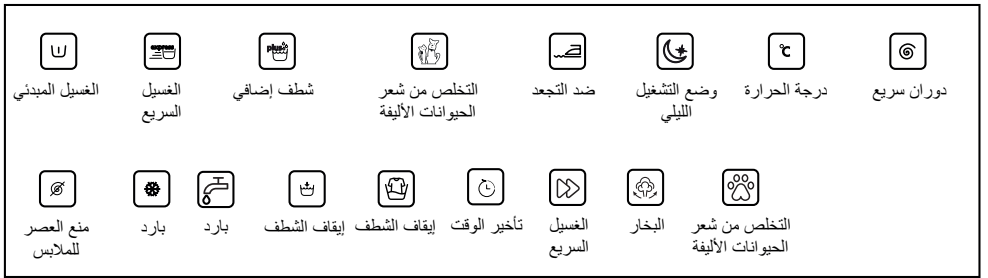 express
plus
°C
دوران سريع
درجة الحرارة
وضع التشغيل
الليلي
ضد التجعد
التخلص من شعر
الحيوانات الأليفة
شطف إضافي
الغسيل
السريع
الغسيل المبدئي
التخلص من شعر
الحيوانات الأليفة
البخار
الغسيل
السريع
تأخير الوقت
إيقاف الشطف
إيقاف الشطف
بارد
بارد
منع العصر
للملابس